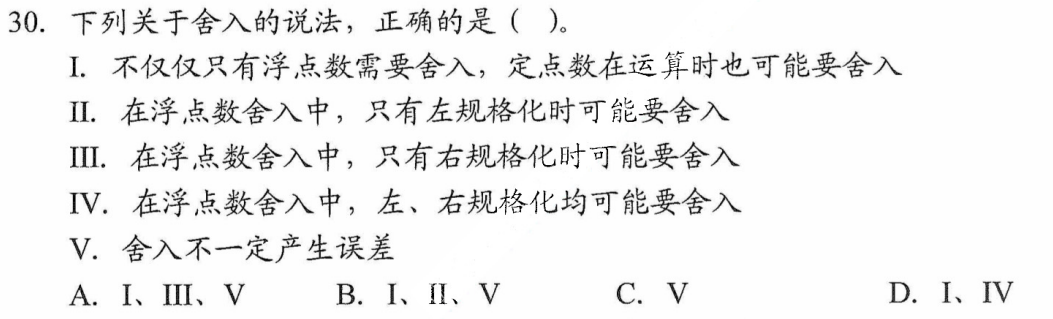 30. 下列关于舍入的说法，正确的是（ ）。
I. 不仅仅只有浮点数需要舍入，定点数在运算时也可能要舍入
II. 在浮点数舍入中，只有左规格化时可能要舍入
III. 在浮点数舍入中，只有右规格化时可能要舍入
IV. 在浮点数舍入中，左、右规格化均可能要舍入
V. 舍入不一定产生误差
A. I、III、V B. I、II、V C. V D. I、IV